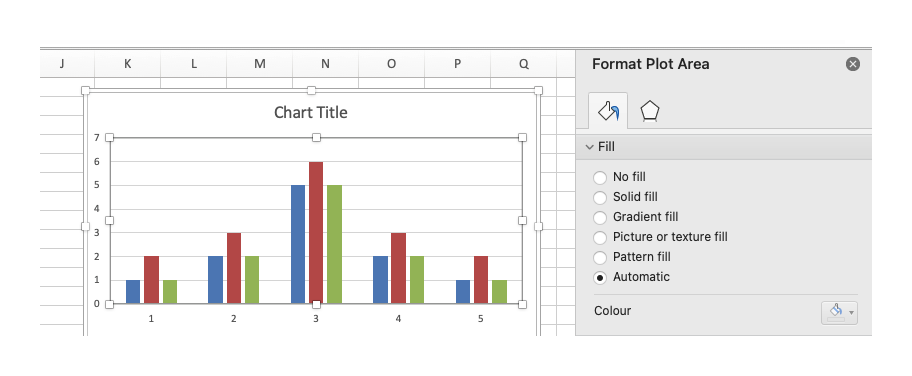 J K L M N O P Q
Format Plot Area
Chart Title
Fill
7
6
5
4
3
2
1
0
1 2 3 4 5
No fill
Solid fill
Gradient fill
Picture or texture fill
Pattern fill
Automatic
Colour